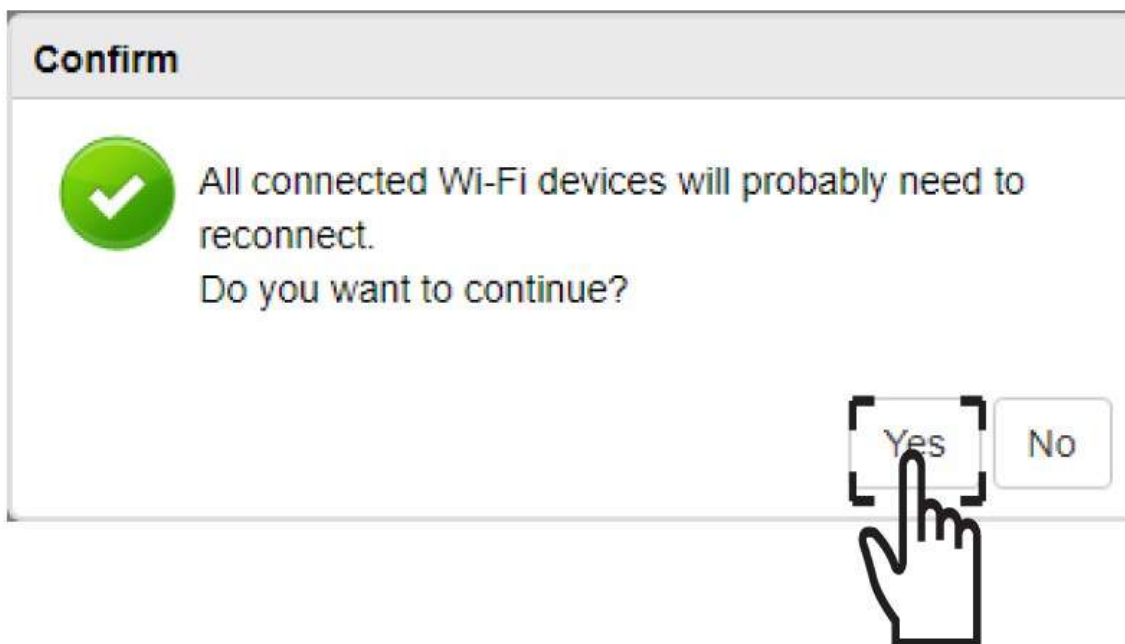 Confirm
All connected Wi-Fi devices will probably need to
reconnect.
Do you want to continue?
Yes
No